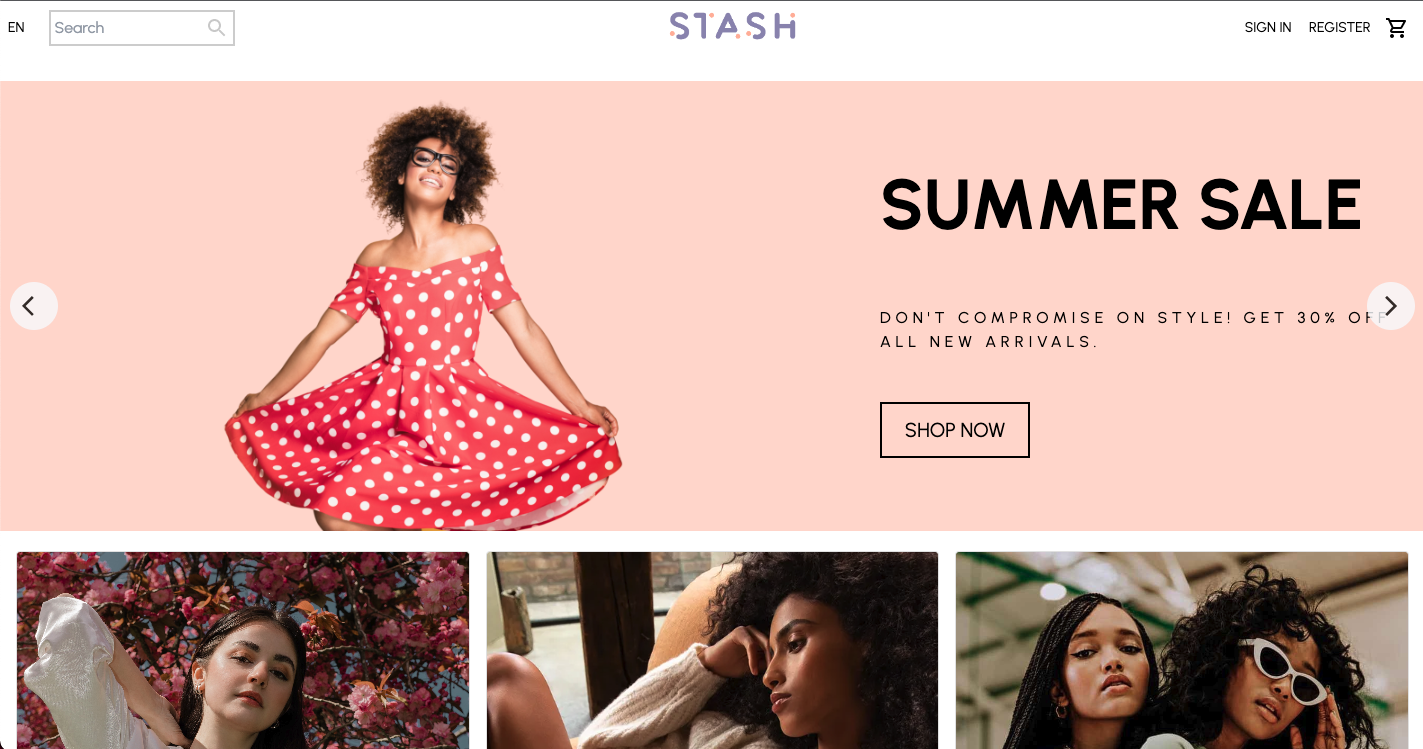 EN
Search
STASH
SIGN IN
REGISTER
SUMMER SALE
DON'T COMPROMISE ON STYLE! GET 30% OFF
ALL NEW ARRIVALS.
SHOP NOW